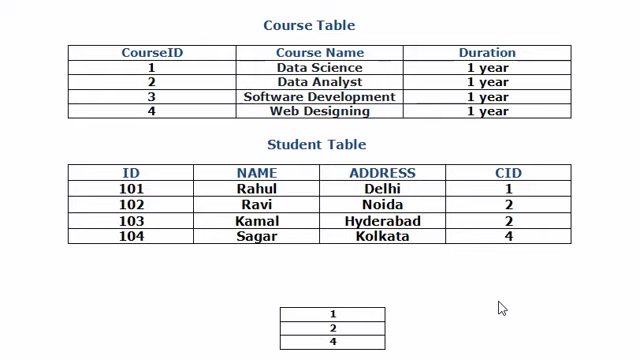 Course Table
CourseID Course Name Duration
1 Data Science 1 year
2 Data Analyst 1 year
3 Software Development 1 year
4 Web Designing 1 year
Student Table
ID NAME ADDRESS CID
101 Rahul Delhi 1
102 Ravi Noida 2
103 Kamal Hyderabad 2
104 Sagar Kolkata 4
1
2
4